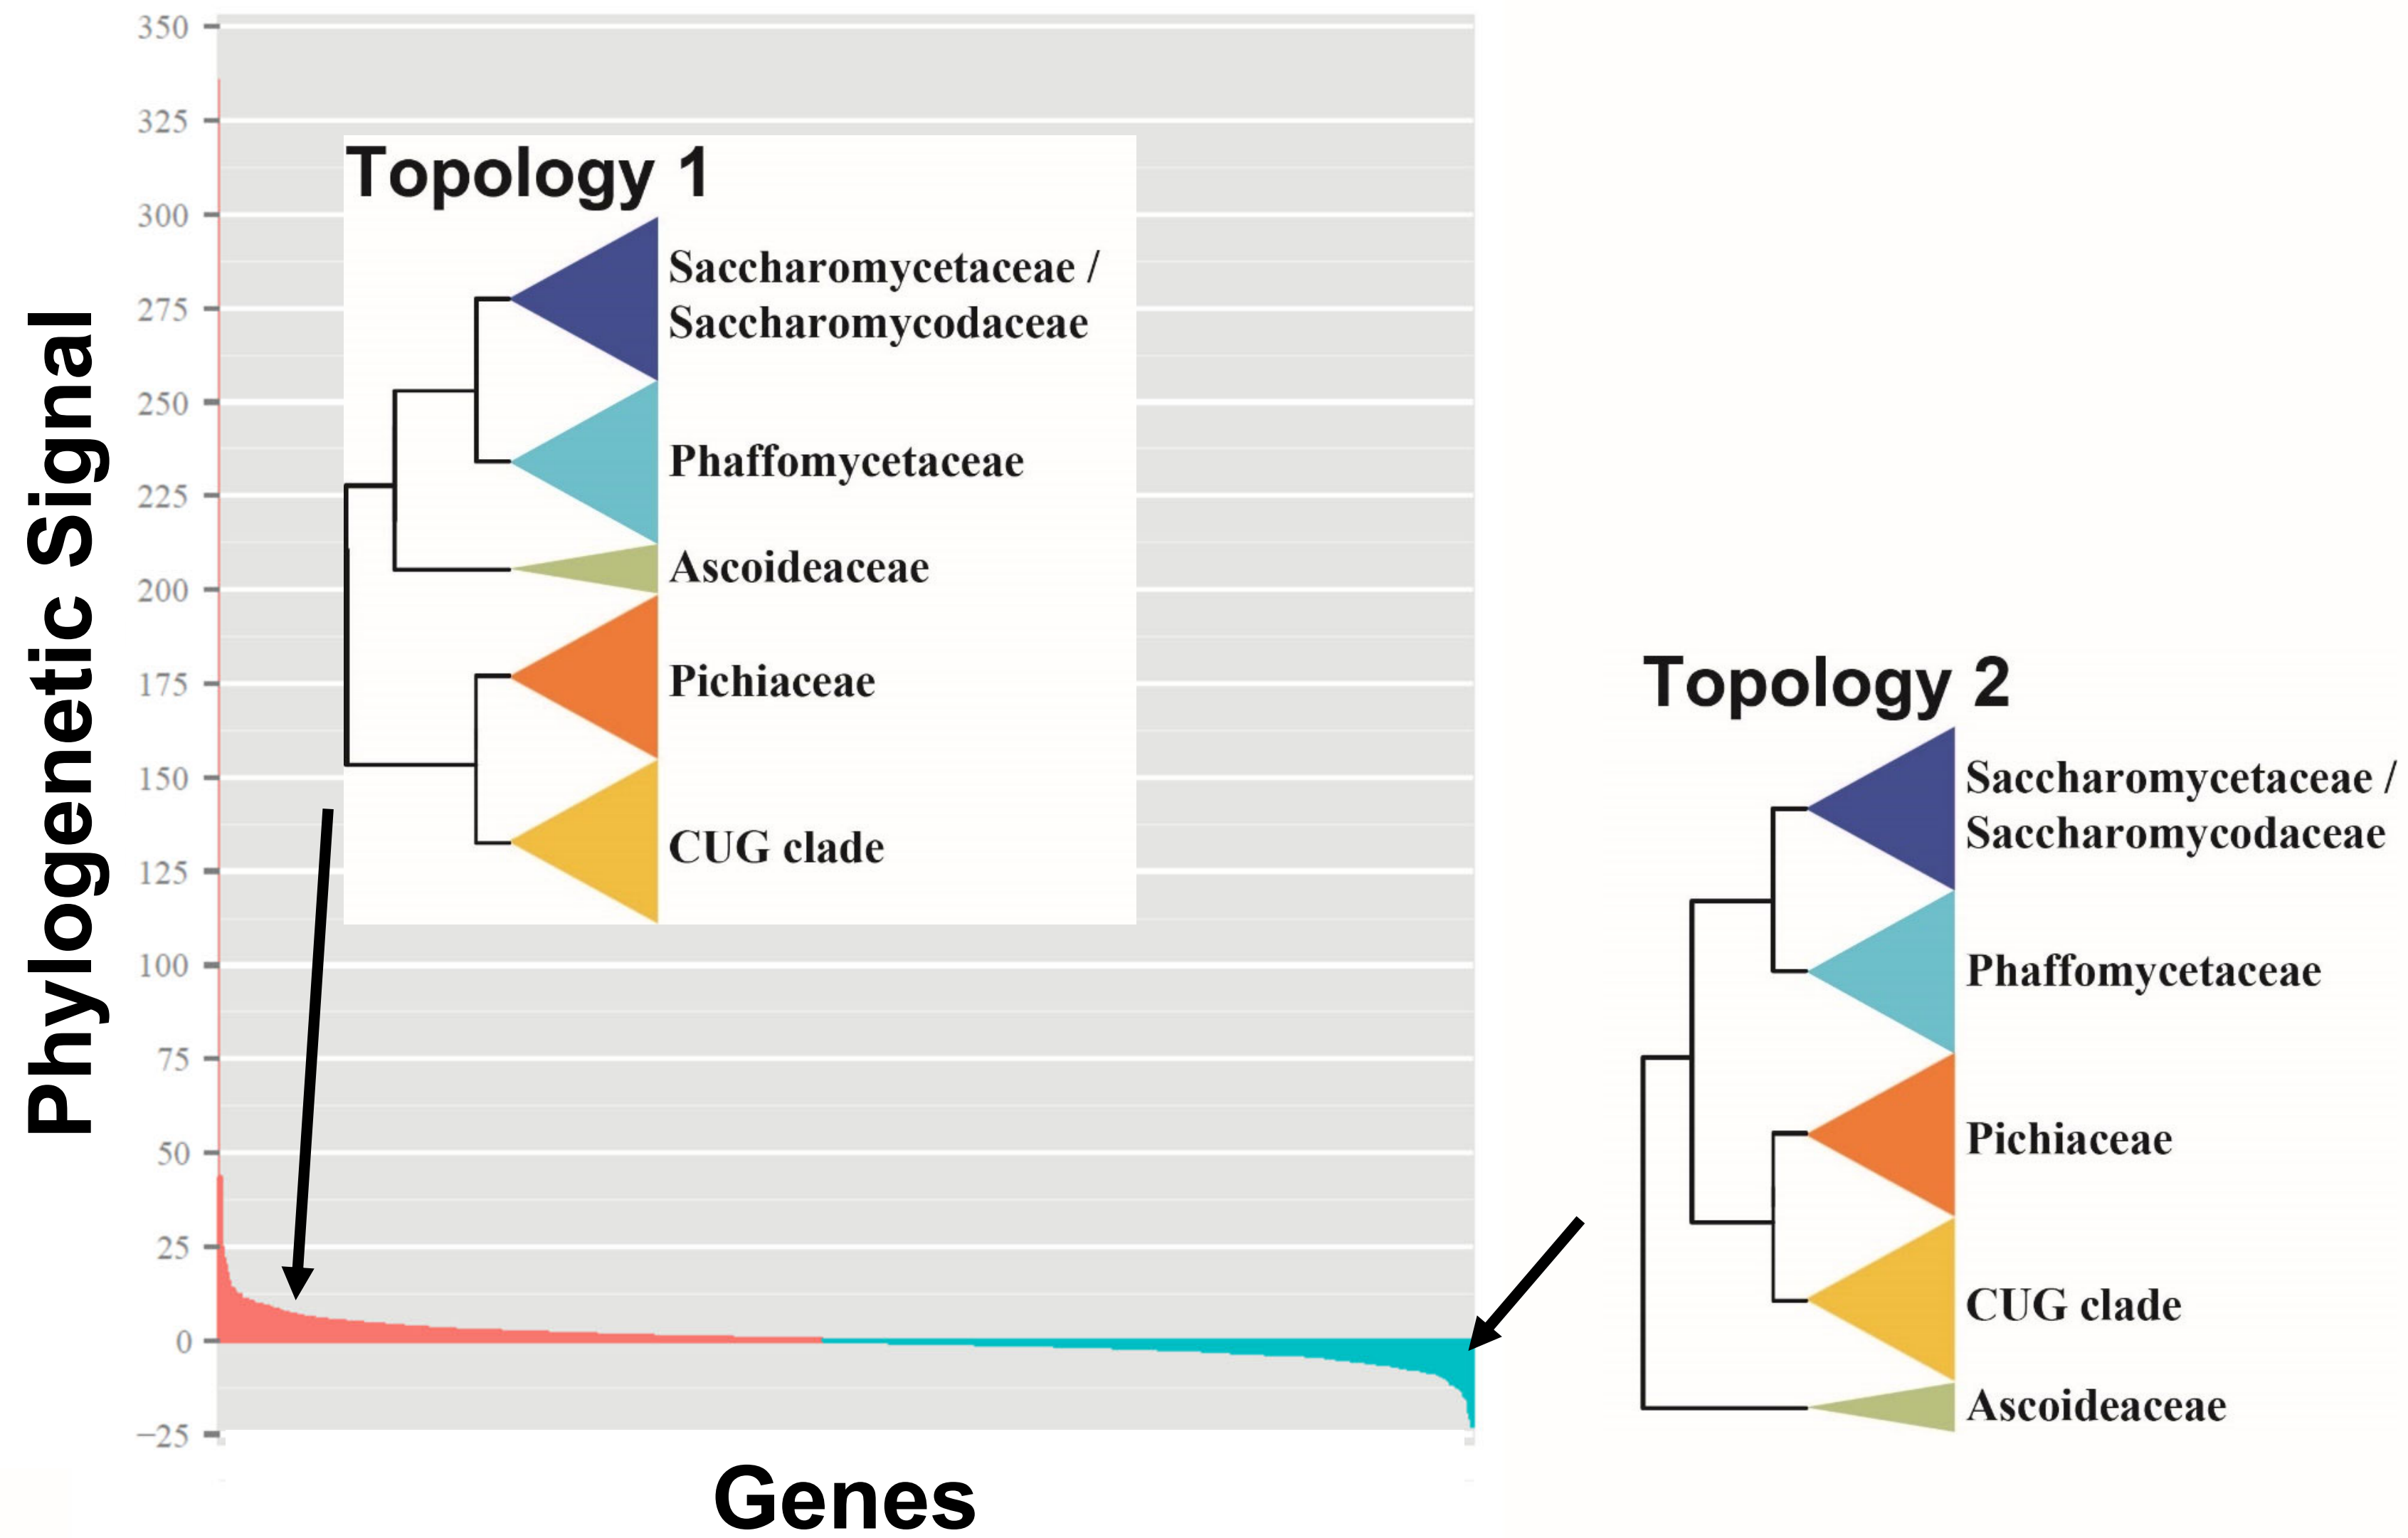 Phylogenetic Signal
350
325
300
275
250
225
200
175
150
125
100
75
50
25
0
−25
Topology 1
Saccharomycetaceae /
Saccharomycodaceae
Phaffomycetaceae
Ascoideaceae
Pichiaceae
CUG clade
Topology 2
Saccharomycetaceae /
Saccharomycodaceae
Phaffomycetaceae
Pichiaceae
CUG clade
Ascoideaceae
Genes